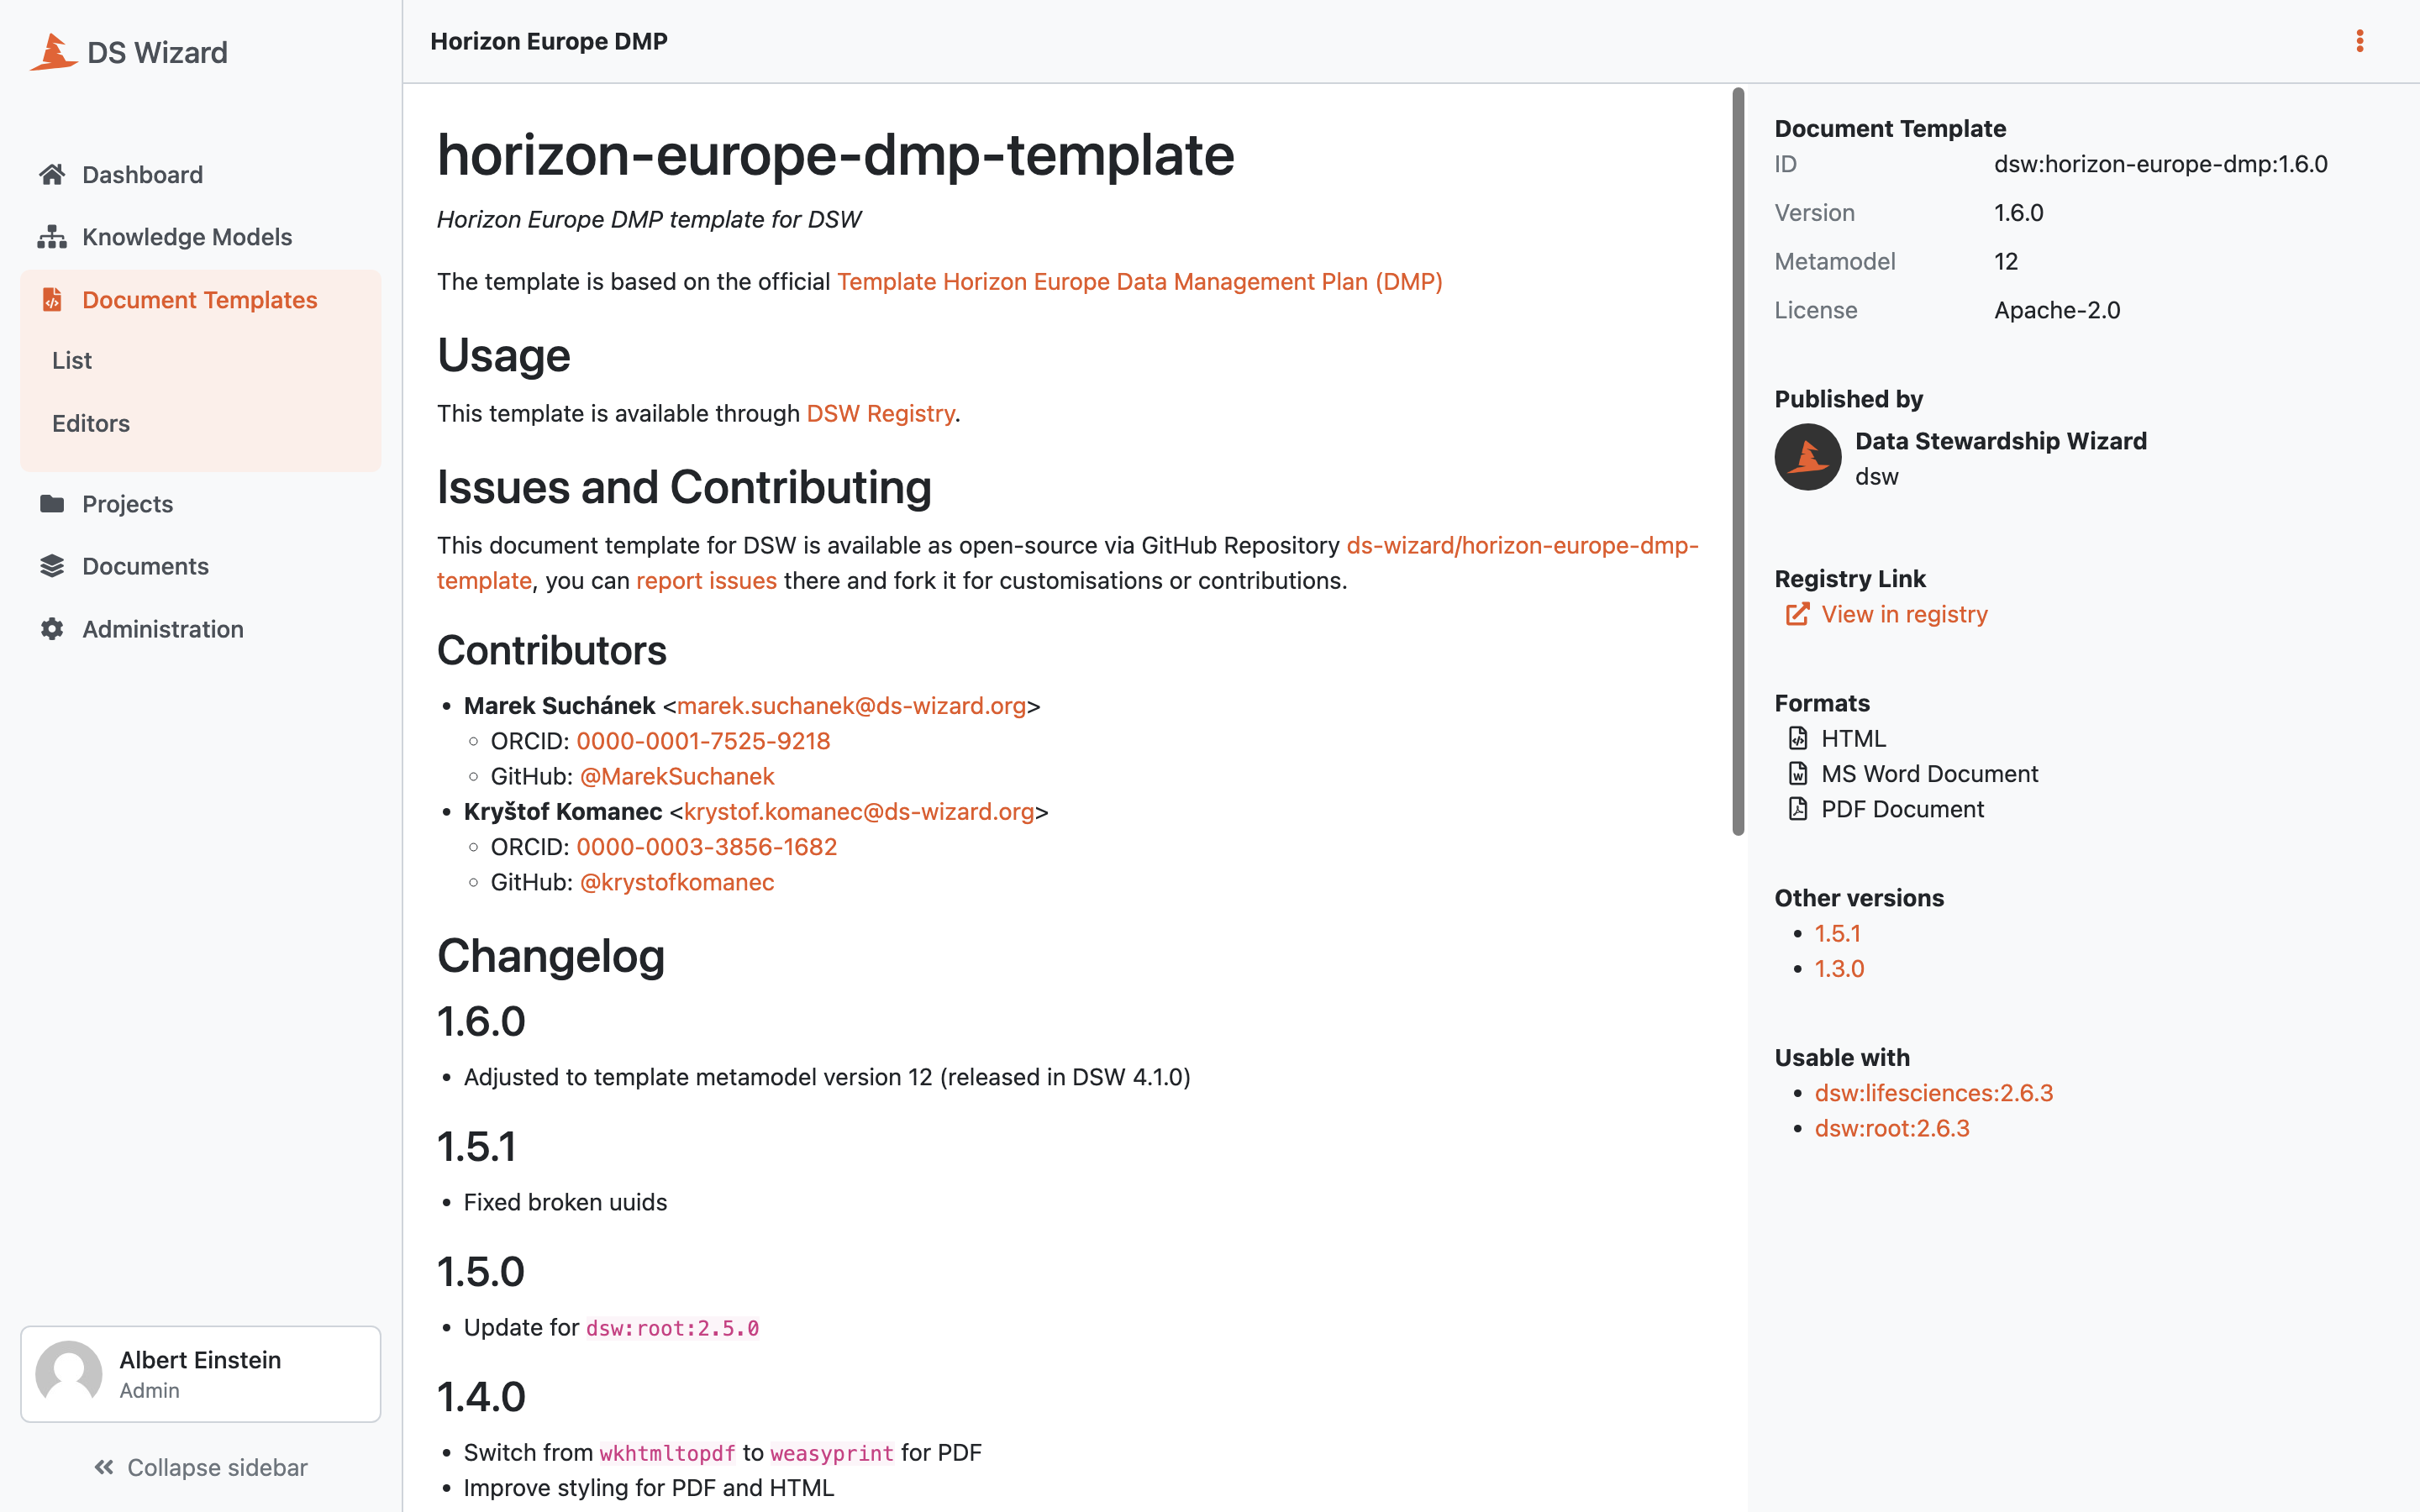 DS Wizard
Dashboard
Knowledge Models
Document Templates
List
Editors
Projects
Documents
Administration
Albert Einstein
Admin
Collapse sidebar
Horizon Europe DMP
horizon-europe-dmp-template
Horizon Europe DMP template for DSW
The template is based on the official Template Horizon Europe Data Management Plan (DMP)
Usage
This template is available through DSW Registry.
Issues and Contributing
This document template for DSW is available as open-source via GitHub Repository ds-wizard/horizon-europe-dmp-
template, you can report issues there and fork it for customisations or contributions.
Contributors
• Marek Suchánek <marek.suchanek@ds-wizard.org>
◦ ORCID: 0000-0001-7525-9218
◦ GitHub: @MarekSuchanek
• Kryštof Komanec <krystof.komanec@ds-wizard.org>
◦ ORCID: 0000-0003-3856-1682
◦ GitHub: @krystofkomanec
Changelog
1.6.0
• Adjusted to template metamodel version 12 (released in DSW 4.1.0)
1.5.1
• Fixed broken uuids
1.5.0
• Update for dsw:root:2.5.0
1.4.0
• Switch from wkhtmltopdf to weasyprint for PDF
• Improve styling for PDF and HTML
Document Template
ID dsw:horizon-europe-dmp:1.6.0
Version 1.6.0
Metamodel 12
License Apache-2.0
Published by
Data Stewardship Wizard
dsw
Registry Link
View in registry
Formats
HTML
MS Word Document
PDF Document
Other versions
• 1.5.1
• 1.3.0
Usable with
• dsw:lifesciences:2.6.3
• dsw:root:2.6.3